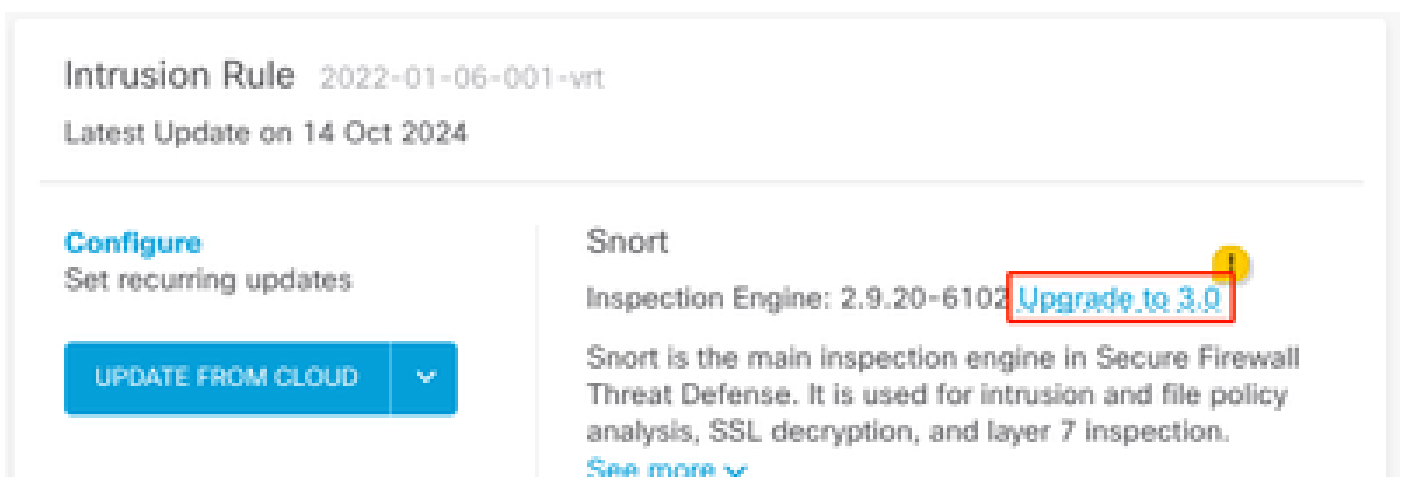 Intrusion Rule 2022-01-06-001-vrt
Latest Update on 14 Oct 2024
Configure
Set recurring updates
UPDATE FROM CLOUD
Snort
!
Inspection Engine: 2.9.20-6102 Upgrade to 3.0
Snort is the main inspection engine in Secure Firewall
Threat Defense. It is used for intrusion and file policy
analysis, SSL decryption, and layer 7 inspection.
See more